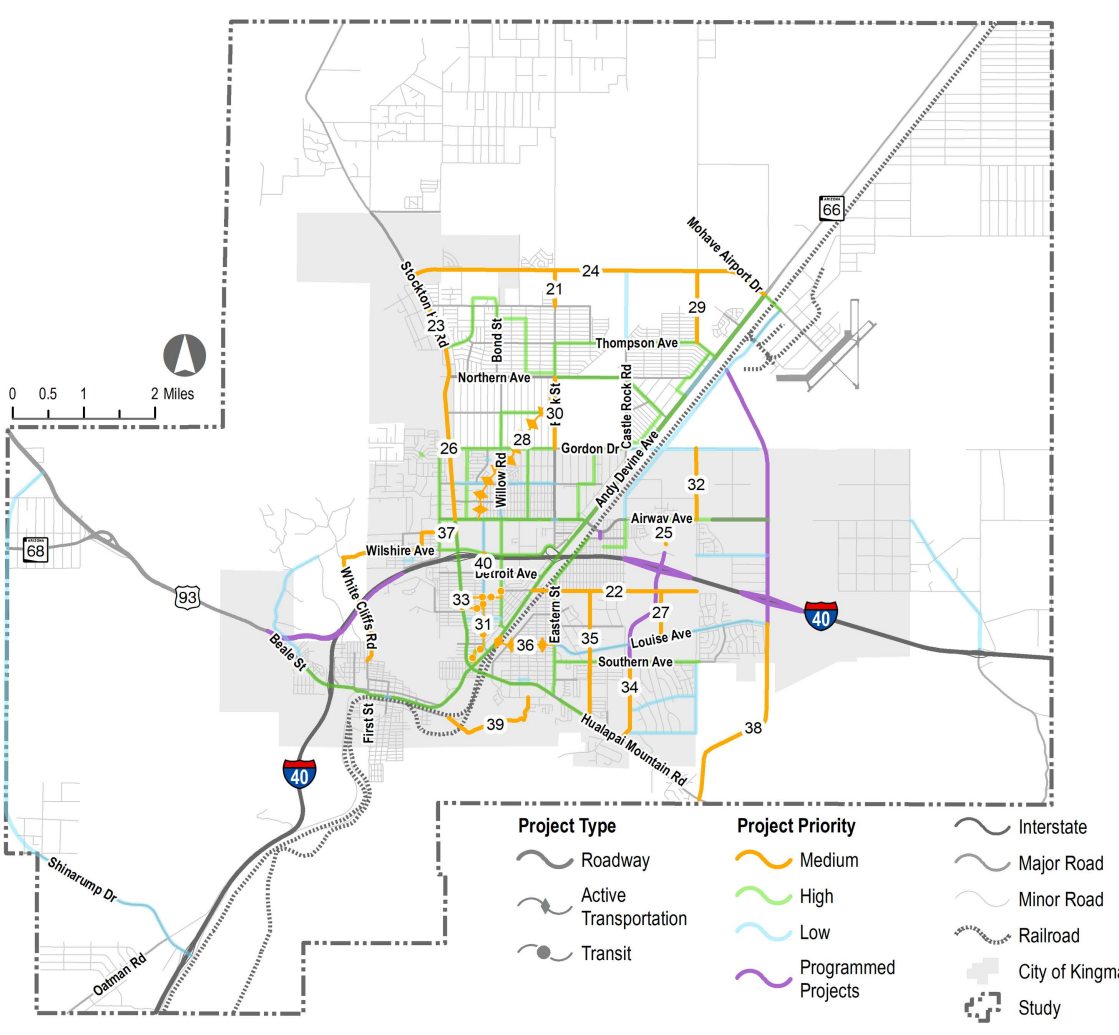 ARIZONA
66
Mohave Airport Dr
24
21
29
Stockton
Rd
23
Bond St
Thompson Ave
Northern Ave
Castle Rock Rd
30
28
26
Gordon Dr
Willow Rd
Andy Devine Ave
32
0 0.5 1 2 Miles
ARIZONA
68
93
37
Airway Ave
25
Wilshire Ave
40
Detroit Ave
White Cliffs Rd
33
22
27
40
31
Eastern St
35
36
Louise Ave
Southern Ave
Beale St
34
First St
39
38
Hualapai Mountain Rd
40
Shinarump Dr
Oatman Rd
Project Type
Roadway
Active
Transportation
Transit
Project Priority
Medium
High
Low
Programmed
Projects
Interstate
Major Road
Minor Road
Railroad
City of Kingma
Study